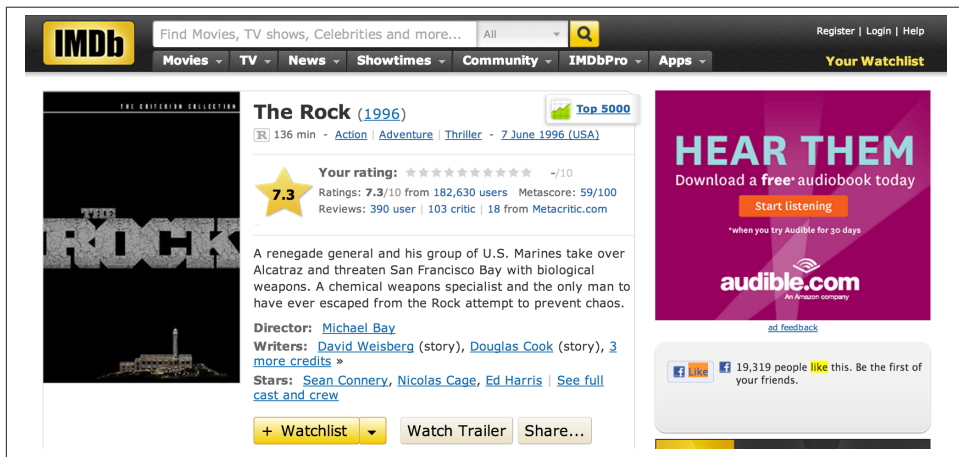 IMDb
Find Movies, TV shows, Celebrities and more...
All
Register | Login | Help
Movies TV News Showtimes Community IMDbPro Apps
Your Watchlist
THE CRITERION COLLECTION
THE
ROCK
The Rock (1996)
Top 5000
R 136 min - Action | Adventure | Thriller - 7 June 1996 (USA)
7.3
Your rating: -/10
Ratings: 7.3/10 from 182,630 users Metascore: 59/100
Reviews: 390 user | 103 critic | 18 from Metacritic.com
A renegade general and his group of U.S. Marines take over
Alcatraz and threaten San Francisco Bay with biological
weapons. A chemical weapons specialist and the only man to
have ever escaped from the Rock attempt to prevent chaos.
Director: Michael Bay
Writers: David Weisberg (story), Douglas Cook (story), 3
more credits »
Stars: Sean Connery, Nicolas Cage, Ed Harris | See full
cast and crew
+ Watchlist
Watch Trailer
Share...
HEAR THEM
Download a free* audiobook today
Start listening
*when you try Audible for 30 days
audible.com
An Amazon company
ad feedback
f Like
f 19,319 people like this. Be the first of
your friends.